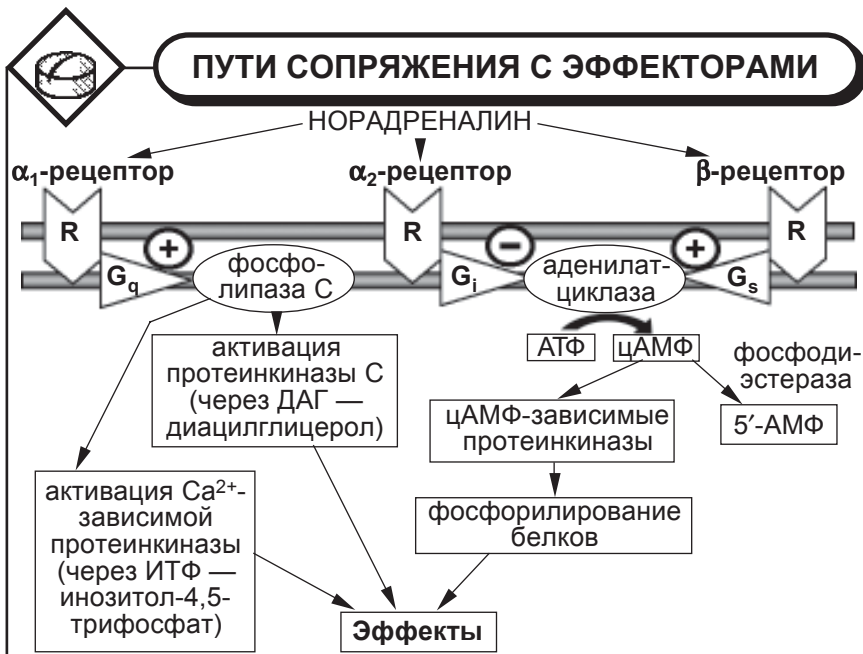 ПУТИ СОПРЯЖЕНИЯ С ЭФФЕКТОРАМИ
НОРАДРЕНАЛИН
α₁-рецептор
α₂-рецептор
β-рецептор
R
R
R
+
–
+
Gq
фосфо-
липаза С
Gi
аденилат-
циклаза
Gs
АТФ
цАМФ
фосфоди-
эстераза
5′-АМФ
активация
протеинкиназы С
(через ДАГ —
диацилглицерол)
цАМФ-зависимые
протеинкиназы
активация Ca²⁺-
зависимой
протеинкиназы
(через ИТФ —
инозитол-4,5-
трифосфат)
фосфорилирование
белков
Эффекты